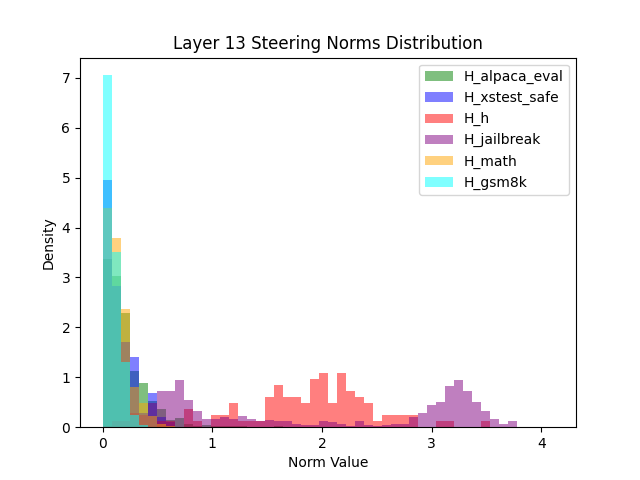 Layer 13 Steering Norms Distribution
7
6
5
4
3
2
1
0
Density
H_alpaca_eval
H_xstest_safe
H_h
H_jailbreak
H_math
H_gsm8k
0
1
2
3
4
Norm Value